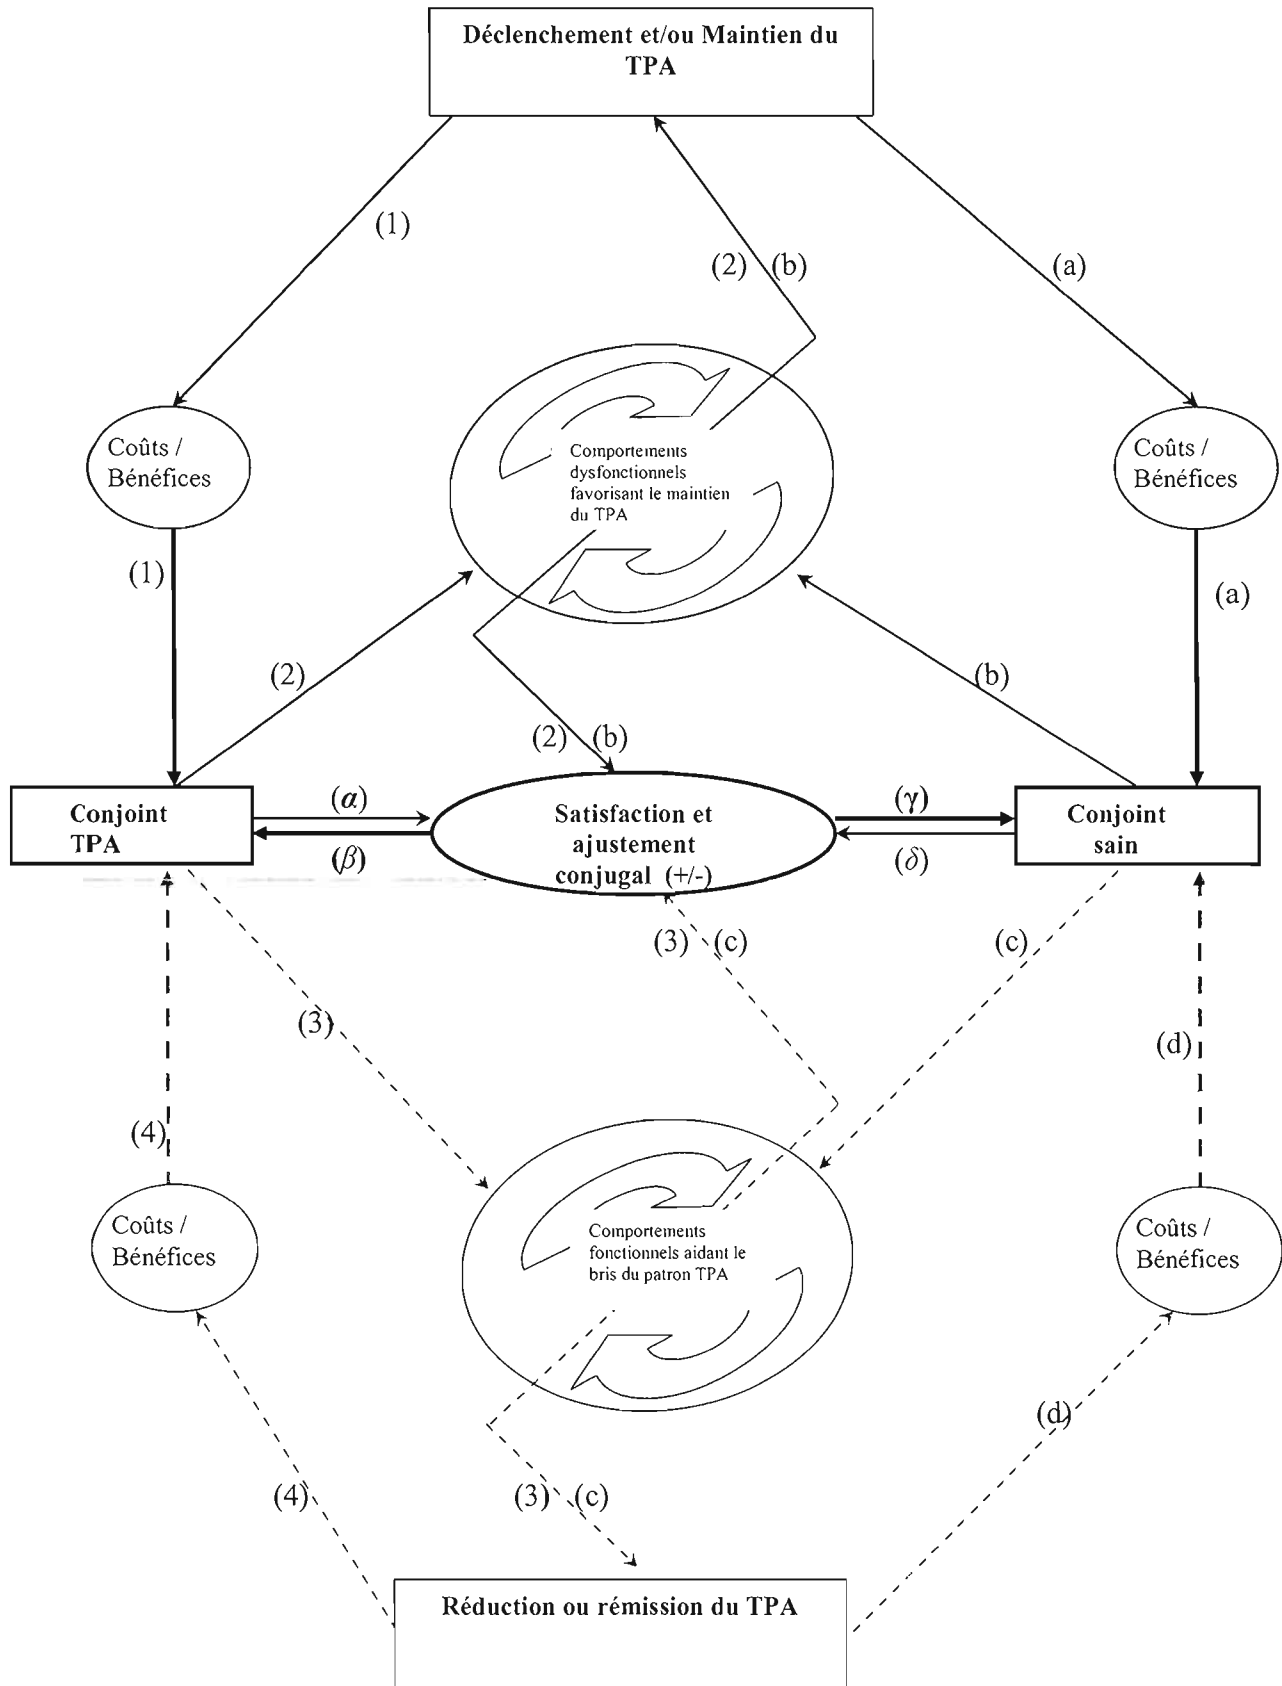 Déclenchement et/ou Maintien du
TPA
(1)
(2) (b)
(a)
Coûts /
Bénéfices
Comportements
dysfonctionnels
favorisant le maintien
du TPA
Coûts /
Bénéfices
(1)
(a)
(2)
(b)
(2) (b)
Conjoint
TPA
(α)
(β)
Satisfaction et
ajustement
conjugal (+/-)
(γ)
(δ)
Conjoint
sain
(3) (c)
(c)
(3)
(d)
(4)
Coûts /
Bénéfices
Comportements
fonctionnels aidant le
bris du patron TPA
Coûts /
Bénéfices
(d)
(4)
(3) (c)
Réduction ou rémission du TPA